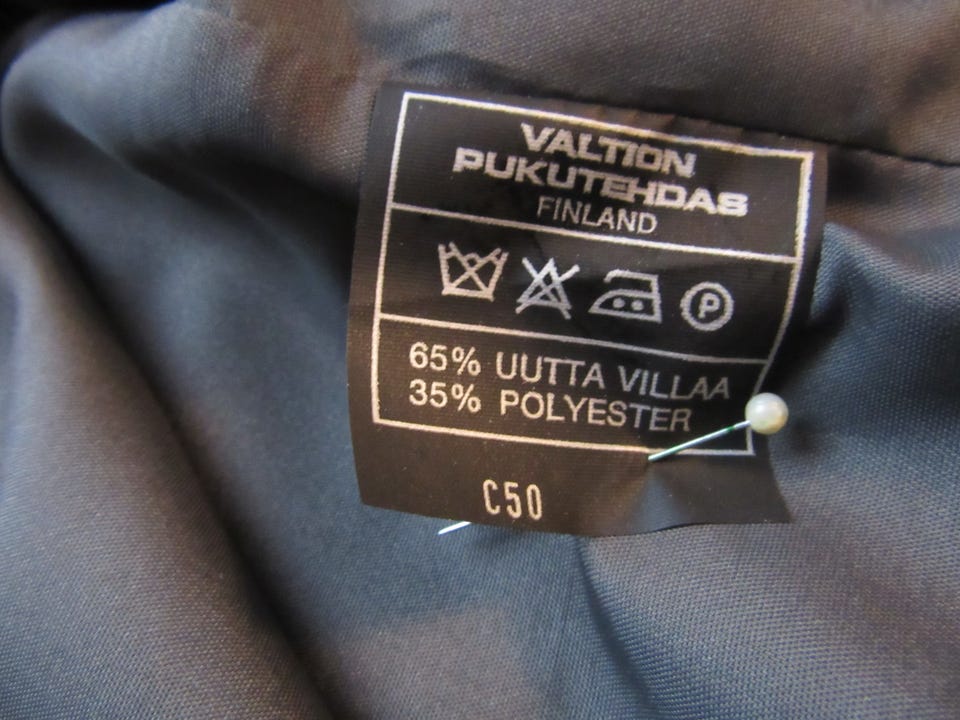 VALTION
PUKUTEHDAS
FINLAND
P
65% UUTTA VILLAA
35% POLYESTER
C50